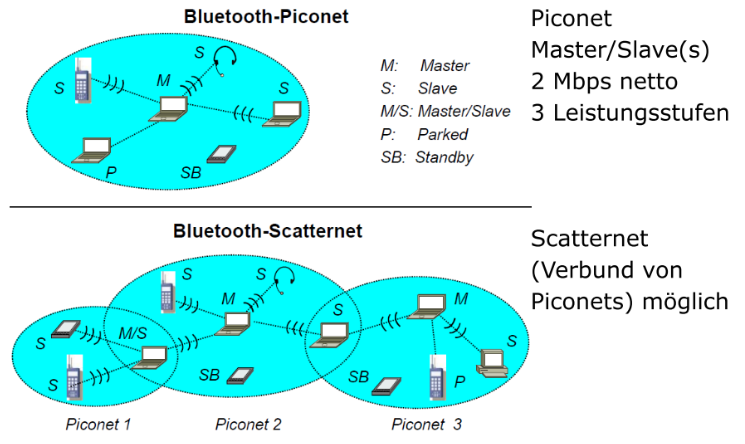 Bluetooth-Piconet
S
M
S
S
P
SB
M: Master
S: Slave
M/S: Master/Slave
P: Parked
SB: Standby
Piconet
Master/Slave(s)
2 Mbps netto
3 Leistungsstufen
Bluetooth-Scatternet
S
S
M
M/S
S
S
SB
S
M
S
SB
P
Piconet 1
Piconet 2
Piconet 3
Scatternet
(Verbund von
Piconets) möglich